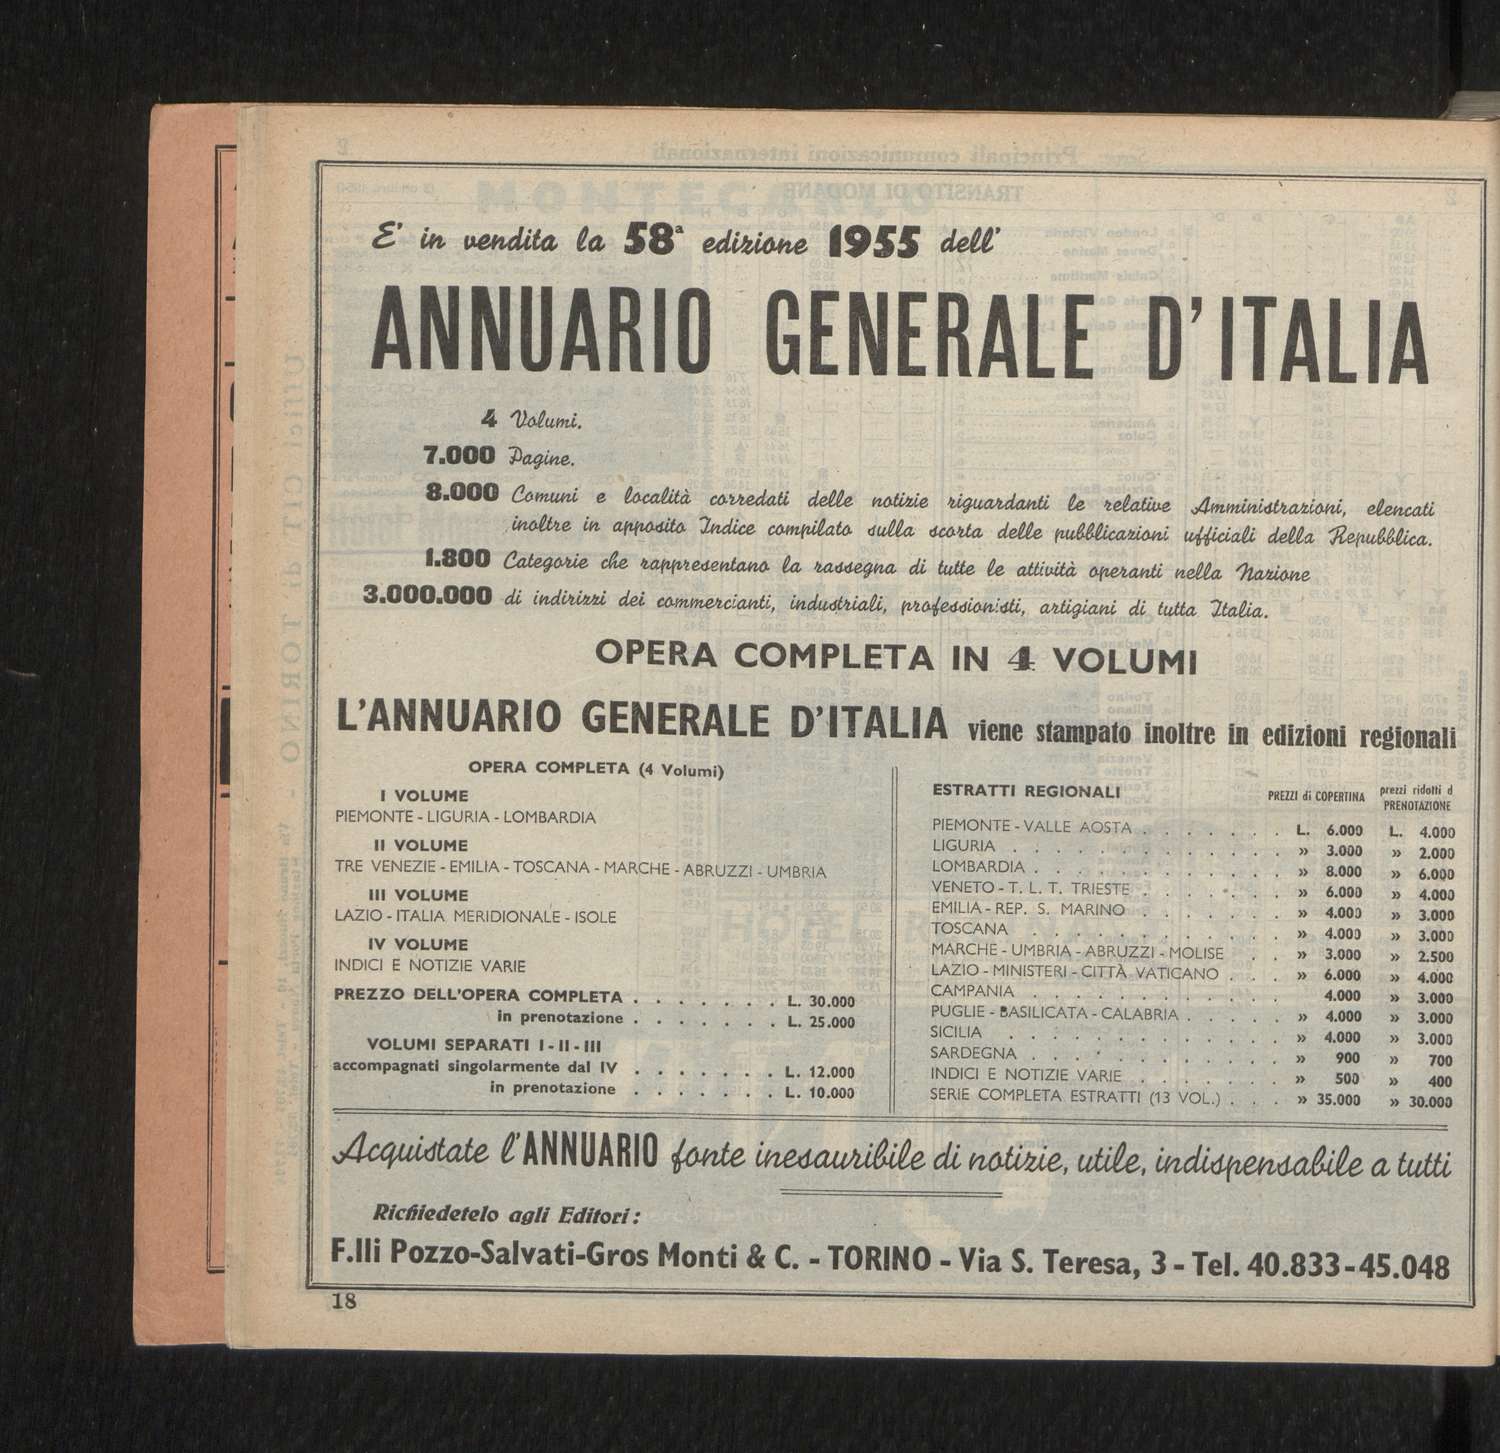 E' in vendita la 58ª edizione 1955 dell'
ANNUARIO GENERALE D'ITALIA
4 Volumi.
7.000 Pagine.
8.000 Comuni e località corredati delle notizie riguardanti le relative Amministrazioni, elencati
inoltre in apposito Indice compilato sulla scorta delle pubblicazioni ufficiali della Repubblica.
1.800 Categorie che rappresentano la rassegna di tutte le attività operanti nella Nazione
3.000.000 di indirizzi dei commercianti, industriali, professionisti, artigiani di tutta Italia.
OPERA COMPLETA IN 4 VOLUMI
L'ANNUARIO GENERALE D'ITALIA viene stampato inoltre in edizioni regionali
OPERA COMPLETA (4 Volumi)
I VOLUME
PIEMONTE - LIGURIA - LOMBARDIA
II VOLUME
TRE VENEZIE - EMILIA - TOSCANA - MARCHE - ABRUZZI - UMBRIA
III VOLUME
LAZIO - ITALIA MERIDIONALE - ISOLE
IV VOLUME
INDICI E NOTIZIE VARIE
PREZZO DELL'OPERA COMPLETA . . . . . . . L. 30.000
in prenotazione . . . . . . . L. 25.000
VOLUMI SEPARATI I - II - III
accompagnati singolarmente dal IV . . . . . . . L. 12.000
in prenotazione . . . . . . . L. 10.000
ESTRATTI REGIONALI PREZZI di COPERTINA prezzi ridotti d PRENOTAZIONE
PIEMONTE - VALLE AOSTA . . . . . . . L. 6.000 L. 4.000
LIGURIA . . . . . . . . . . . . . » 3.000 » 2.000
LOMBARDIA . . . . . . . . . . . . » 8.000 » 6.000
VENETO - T. L. T. TRIESTE . . . . . . . » 6.000 » 4.000
EMILIA - REP. S. MARINO . . . . . . . » 4.000 » 3.000
TOSCANA . . . . . . . . . . . . » 4.000 » 3.000
MARCHE - UMBRIA - ABRUZZI - MOLISE . . » 3.000 » 2.500
LAZIO - MINISTERI - CITTÀ VATICANO . . . » 6.000 » 4.000
CAMPANIA . . . . . . . . . . . . 4.000 » 3.000
PUGLIE - BASILICATA - CALABRIA . . . . . » 4.000 » 3.000
SICILIA . . . . . . . . . . . . . » 4.000 » 3.000
SARDEGNA . . . . . . . . . . . . » 900 » 700
INDICI E NOTIZIE VARIE . . . . . . . » 500 » 400
SERIE COMPLETA ESTRATTI (13 VOL.) . . . » 35.000 » 30.000
Acquistate l'ANNUARIO fonte inesauribile di notizie, utile, indispensabile a tutti
Richiedetelo agli Editori:
F.lli Pozzo-Salvati-Gros Monti & C. - TORINO - Via S. Teresa, 3 - Tel. 40.833-45.048
18